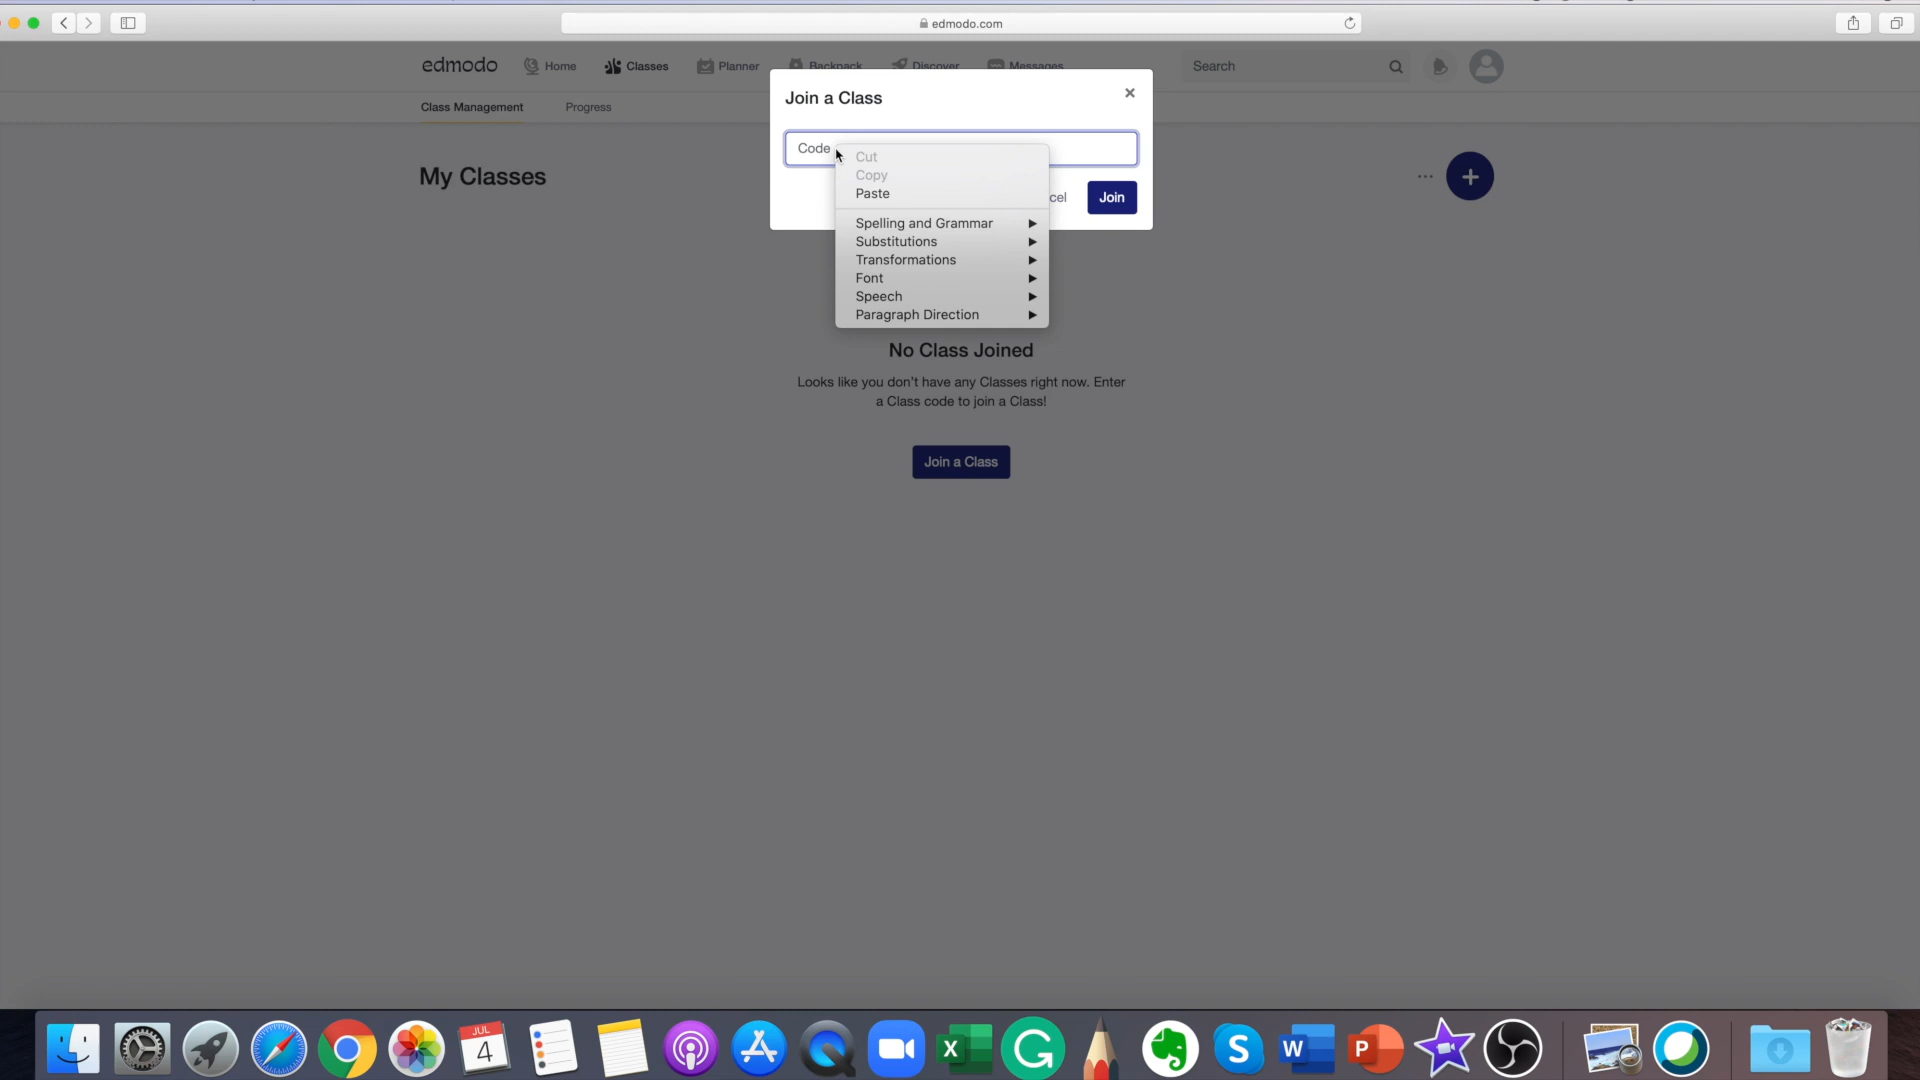 edmodo.com
edmodo Home Classes Planner Backpack Discover Messages Search
Class Management Progress
Join a Class
Code
Cut
Copy
Paste
Spelling and Grammar
Substitutions
Transformations
Font
Speech
Paragraph Direction
cel Join
My Classes
No Class Joined
Looks like you don't have any Classes right now. Enter
a Class code to join a Class!
Join a Class
JUL
4
X
G
S
W
P